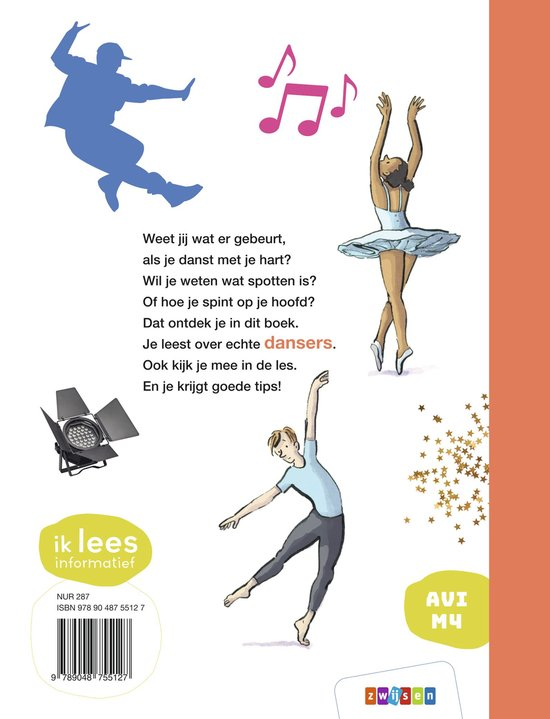 Weet jij wat er gebeurt,
als je danst met je hart?
Wil je weten wat spotten is?
Of hoe je spint op je hoofd?
Dat ontdek je in dit boek.
Je leest over echte dansers.
Ook kijk je mee in de les.
En je krijgt goede tips!
ik lees
informatief
NUR 287
ISBN 978 90 487 5512 7
9 789048 755127
AVI
M4
zwijsen